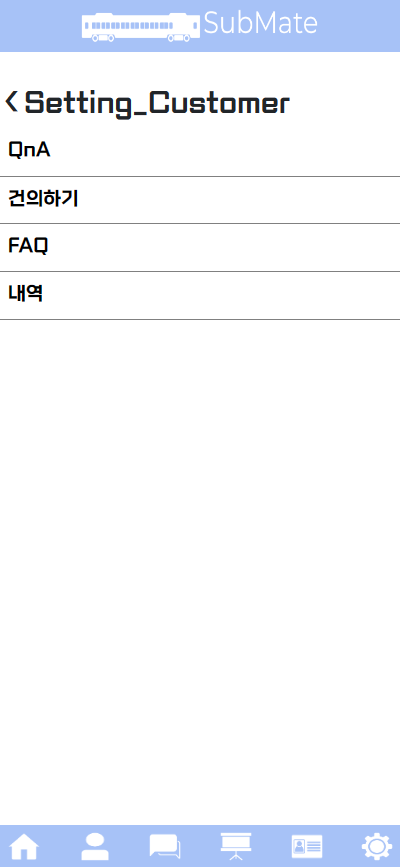 SubMate
Setting_Customer
QnA
건의하기
FAQ
내역